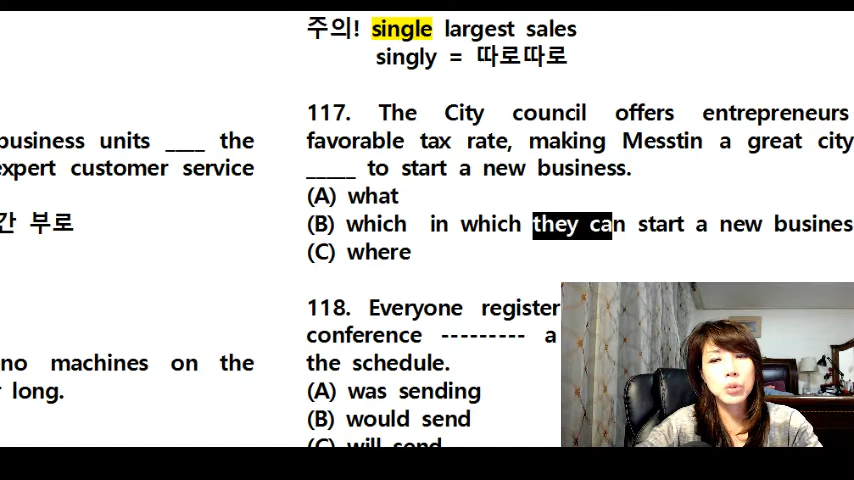 주의! single largest sales
singly = 따로따로
business units ____ the
expert customer service
간 부로
no machines on the
long.
117. The City council offers entrepreneurs
favorable tax rate, making Messtin a great city
_____ to start a new business.
(A) what
(B) which in which they can start a new busines
(C) where
118. Everyone register
conference --------- a
the schedule.
(A) was sending
(B) would send
(C) will send